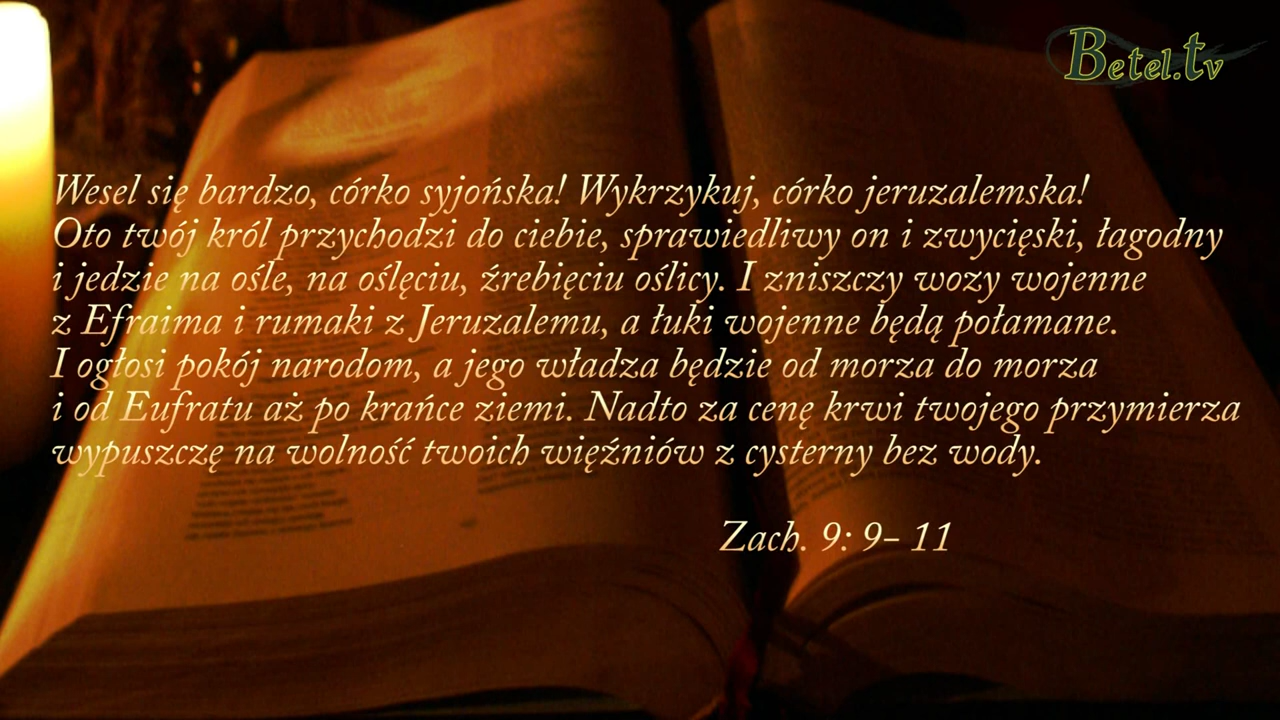 Betel.tv
Wesel się bardzo, córko syjońska! Wykrzykuj, córko jeruzalemska!
Oto twój król przychodzi do ciebie, sprawiedliwy on i zwycięski, łagodny
i jedzie na ośle, na oślęciu, źrebięciu oślicy. I zniszczy wozy wojenne
z Efraima i rumaki z Jeruzalemu, a łuki wojenne będą połamane.
I ogłosi pokój narodom, a jego władza będzie od morza do morza
i od Eufratu aż po krańce ziemi. Nadto za cenę krwi twojego przymierza
wypuszczę na wolność twoich więźniów z cysterny bez wody.
Zach. 9: 9– 11